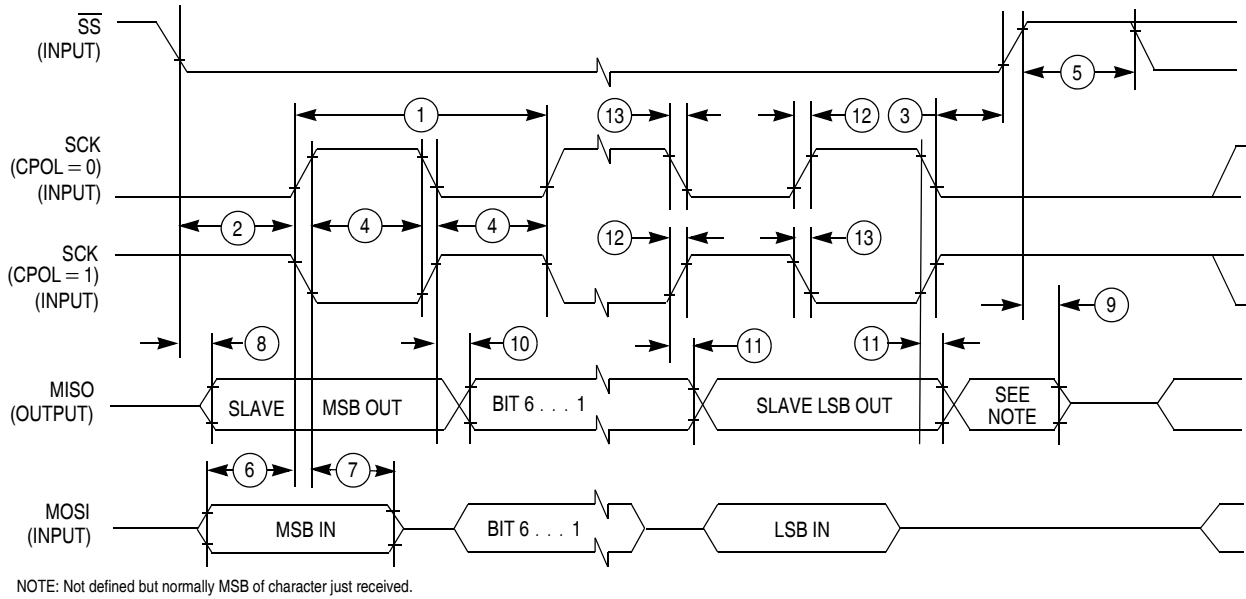 SS
(INPUT)
5
1
13
12
3
SCK
(CPOL = 0)
(INPUT)
2
4
4
12
13
SCK
(CPOL = 1)
(INPUT)
9
8
10
11
11
MISO
(OUTPUT)
SLAVE
MSB OUT
BIT 6 . . . 1
SLAVE LSB OUT
SEE
NOTE
6
7
MOSI
(INPUT)
MSB IN
BIT 6 . . . 1
LSB IN
NOTE: Not defined but normally MSB of character just received.